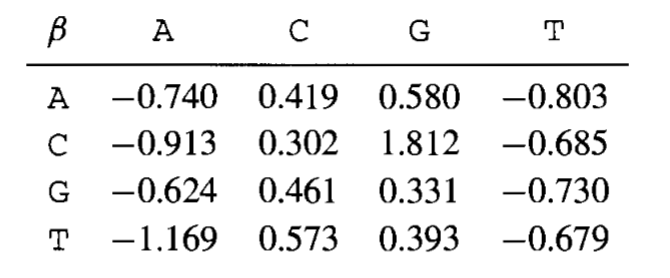 β A C G T
A −0.740 0.419 0.580 −0.803
C −0.913 0.302 1.812 −0.685
G −0.624 0.461 0.331 −0.730
T −1.169 0.573 0.393 −0.679